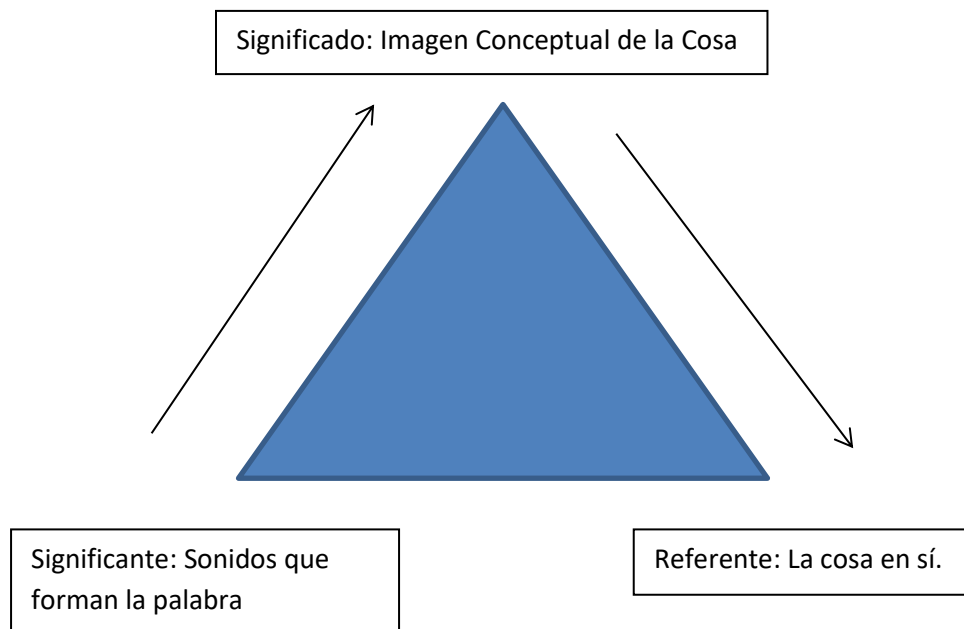 Significado: Imagen Conceptual de la Cosa
Significante: Sonidos que
forman la palabra
Referente: La cosa en sí.